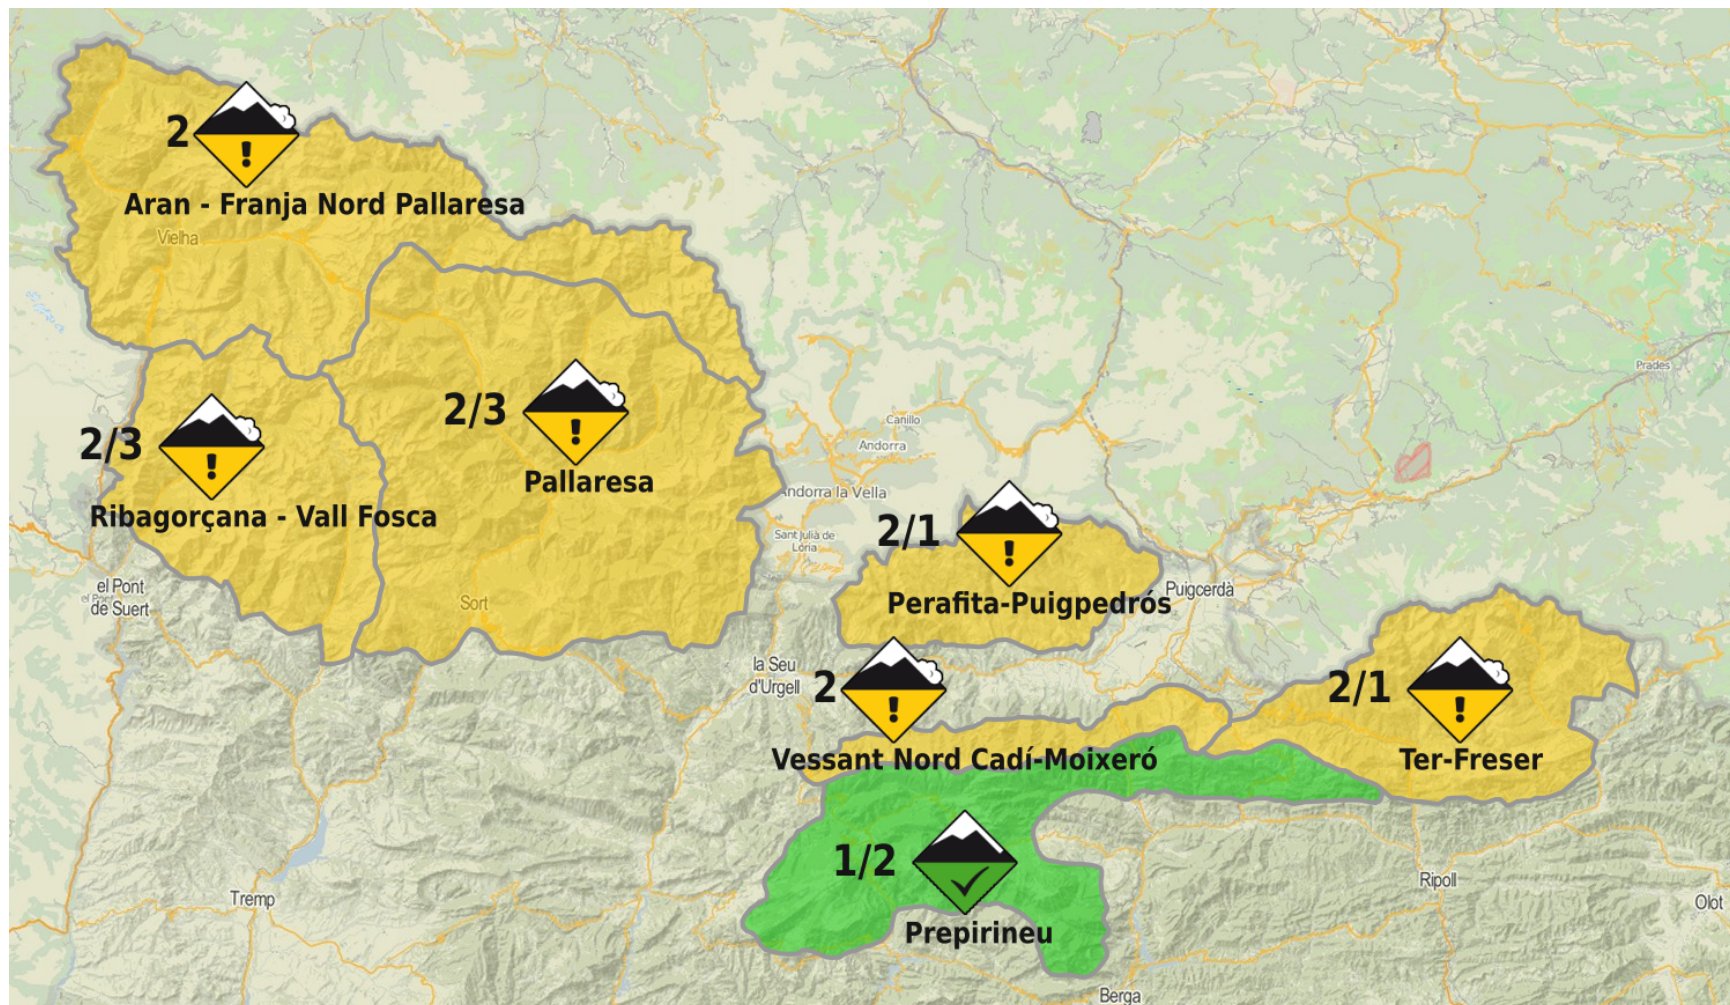 2
Aran - Franja Nord Pallaresa
Vielha
Prades
2/3
Pallaresa
2/3
Ribagorçana - Vall Fosca
Canillo
Andorra
Andorra la Vella
Sant Julià de
Lòria
2/1
Perafita-Puigpedrós
Puigcerdà
el Pont
de Suert
Sort
la Seu
d'Urgell
2
Vessant Nord Cadí-Moixeró
2/1
Ter-Freser
1/2
Prepirineu
Tremp
Ripoll
Olot
Berga